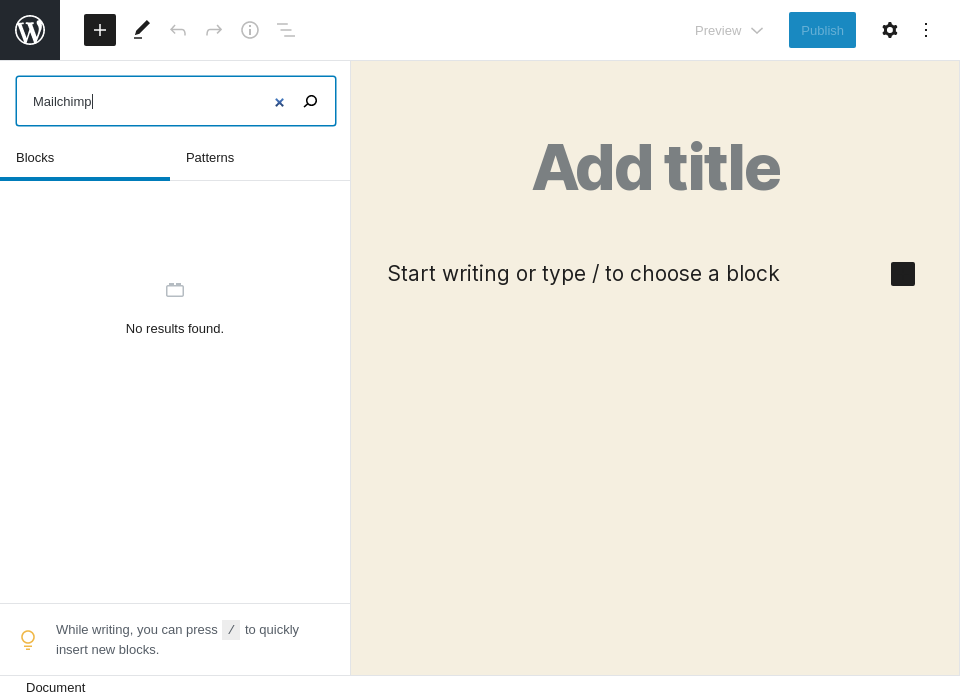 Preview
Publish
Mailchimp
Blocks
Patterns
Add title
Start writing or type / to choose a block
No results found.
While writing, you can press / to quickly
insert new blocks.
Document